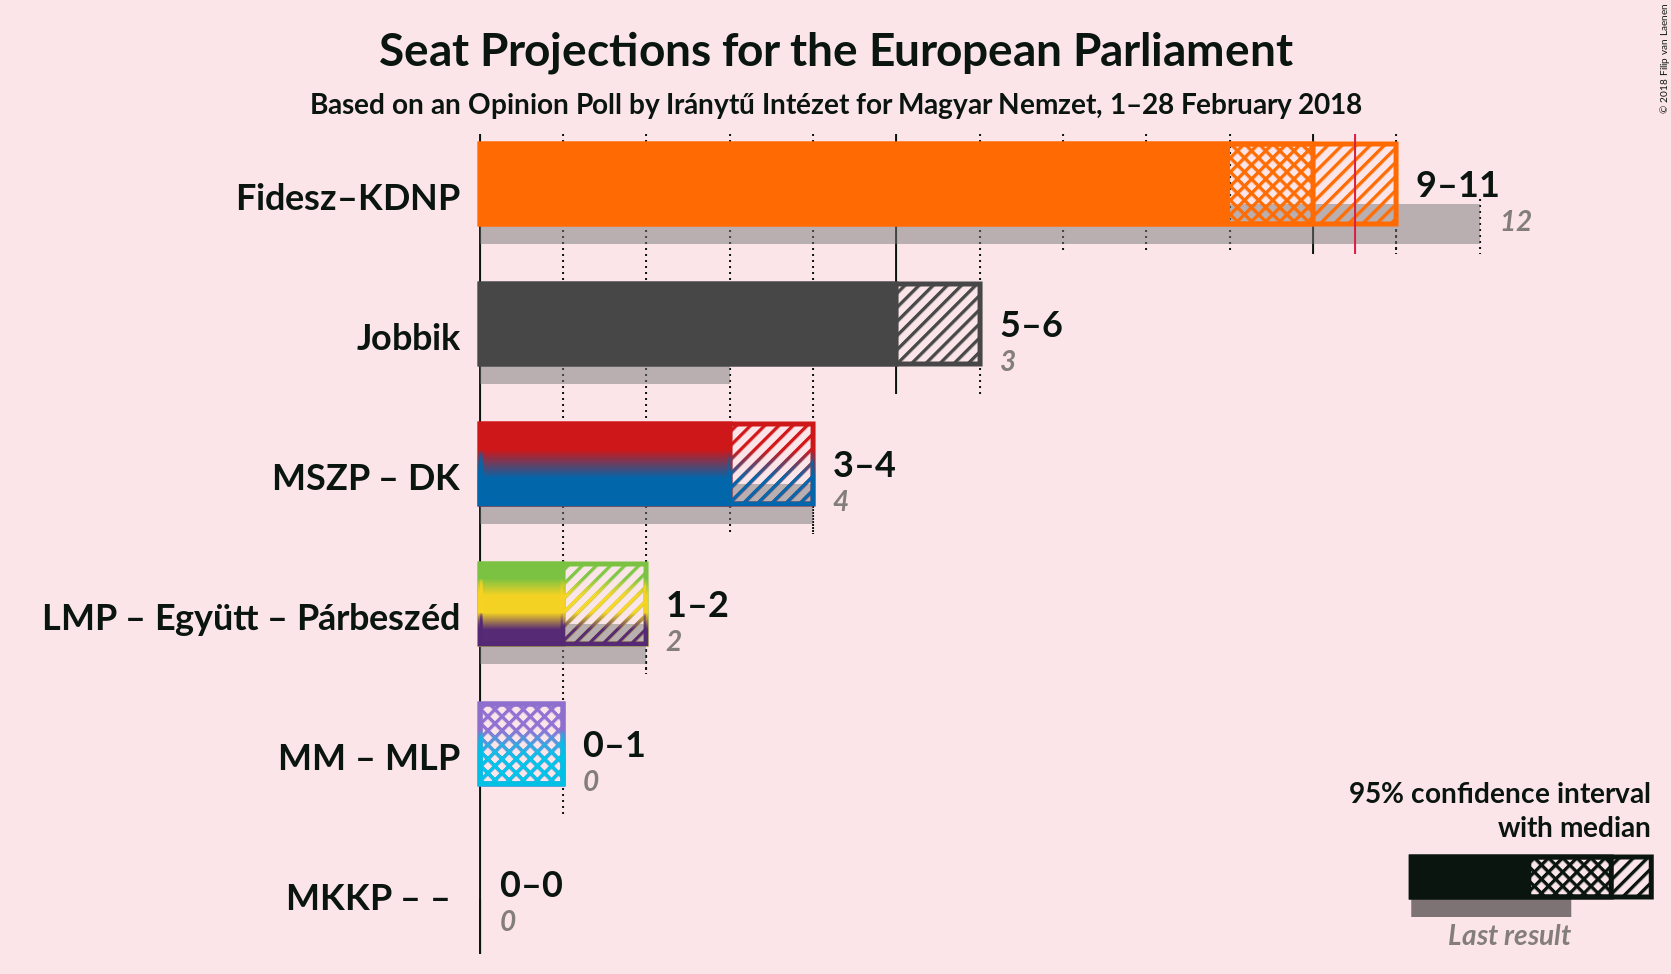 Seat Projections for the European Parliament
Based on an Opinion Poll by Iránytű Intézet for Magyar Nemzet, 1–28 February 2018
© 2018 Filip van Laenen
Fidesz–KDNP
9–11
12
Jobbik
5–6
3
MSZP – DK
3–4
4
LMP – Együtt – Párbeszéd
1–2
2
MM – MLP
0–1
0
MKKP – –
0–0
0
95% confidence interval
with median
Last result